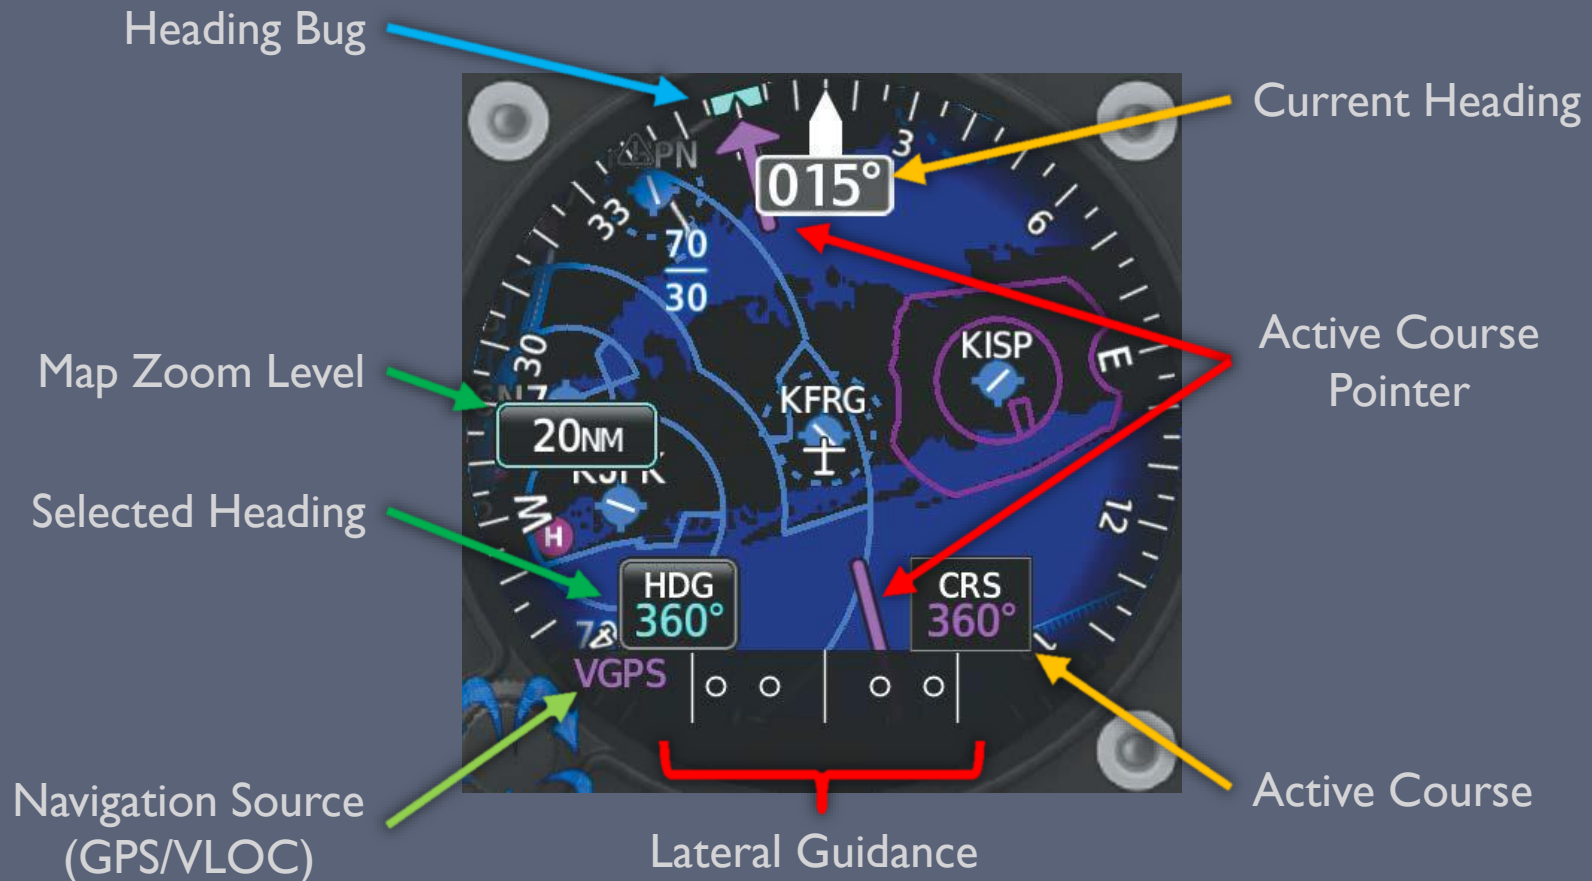 Heading Bug
Current Heading
PN
3
015°
33
6
70
30
30
KISP
E
Map Zoom Level
Active Course
Pointer
KFRG
20NM
Selected Heading
W
12
H
HDG
360°
CRS
360°
VGPS
Navigation Source
(GPS/VLOC)
Active Course
Lateral Guidance